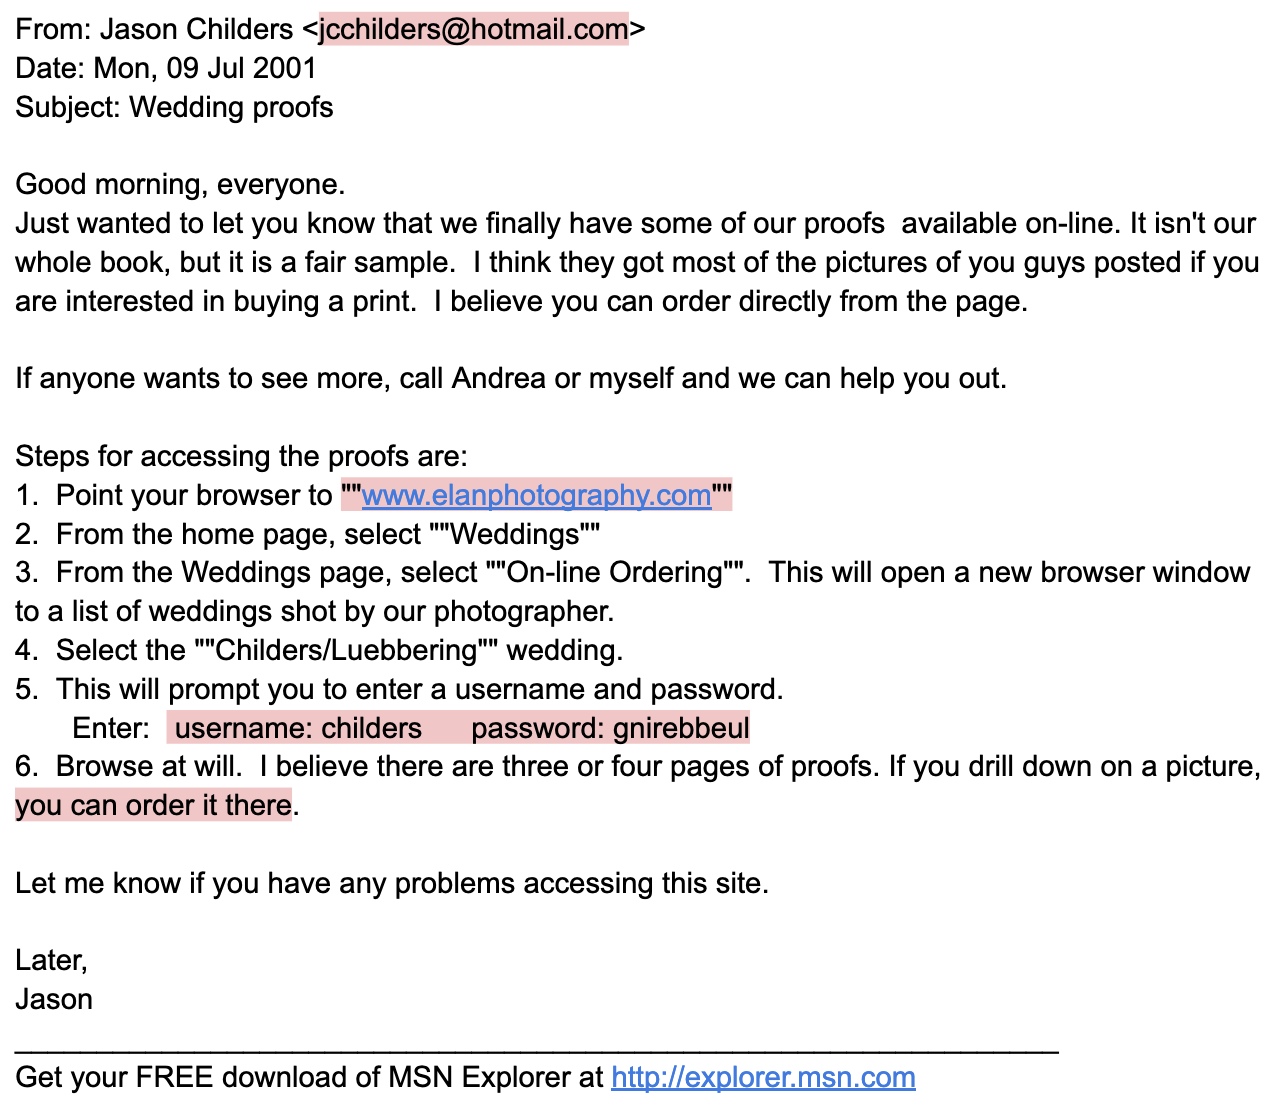 From: Jason Childers <jcchilders@hotmail.com>
Date: Mon, 09 Jul 2001
Subject: Wedding proofs
Good morning, everyone.
Just wanted to let you know that we finally have some of our proofs  available on-line. It isn't our
whole book, but it is a fair sample.  I think they got most of the pictures of you guys posted if you
are interested in buying a print.  I believe you can order directly from the page.
If anyone wants to see more, call Andrea or myself and we can help you out.
Steps for accessing the proofs are:
1.  Point your browser to ""www.elanphotography.com""
2.  From the home page, select ""Weddings""
3.  From the Weddings page, select ""On-line Ordering"".  This will open a new browser window
to a list of weddings shot by our photographer.
4.  Select the ""Childers/Luebbering"" wedding.
5.  This will prompt you to enter a username and password.
Enter:   username: childers      password: gnirebbeul
6.  Browse at will.  I believe there are three or four pages of proofs. If you drill down on a picture,
you can order it there.
Let me know if you have any problems accessing this site.
Later,
Jason
_________________________________________________________________
Get your FREE download of MSN Explorer at http://explorer.msn.com